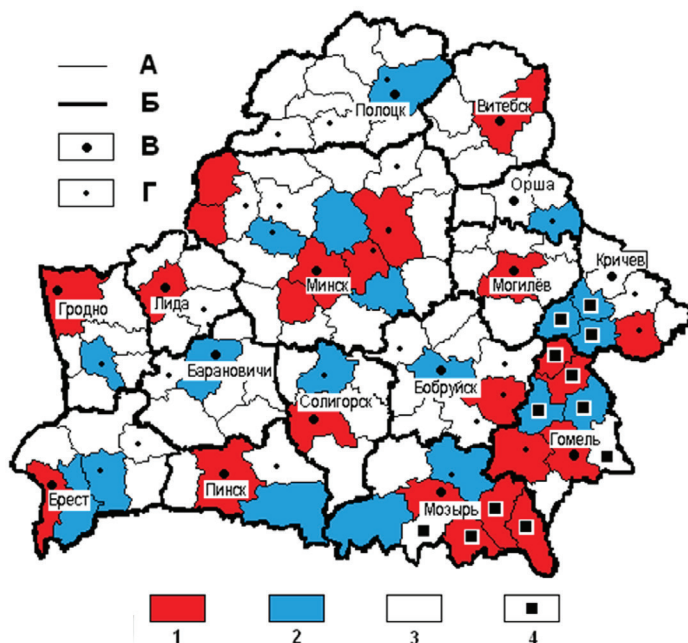 А
Б
В
Г
Полоцк
Витебск
Орша
Кричев
Минск
Могилёв
Гродно
Лида
Барановичи
Солигорск
Бобруйск
Гомель
Брест
Пинск
Мозырь
1 2 3 4